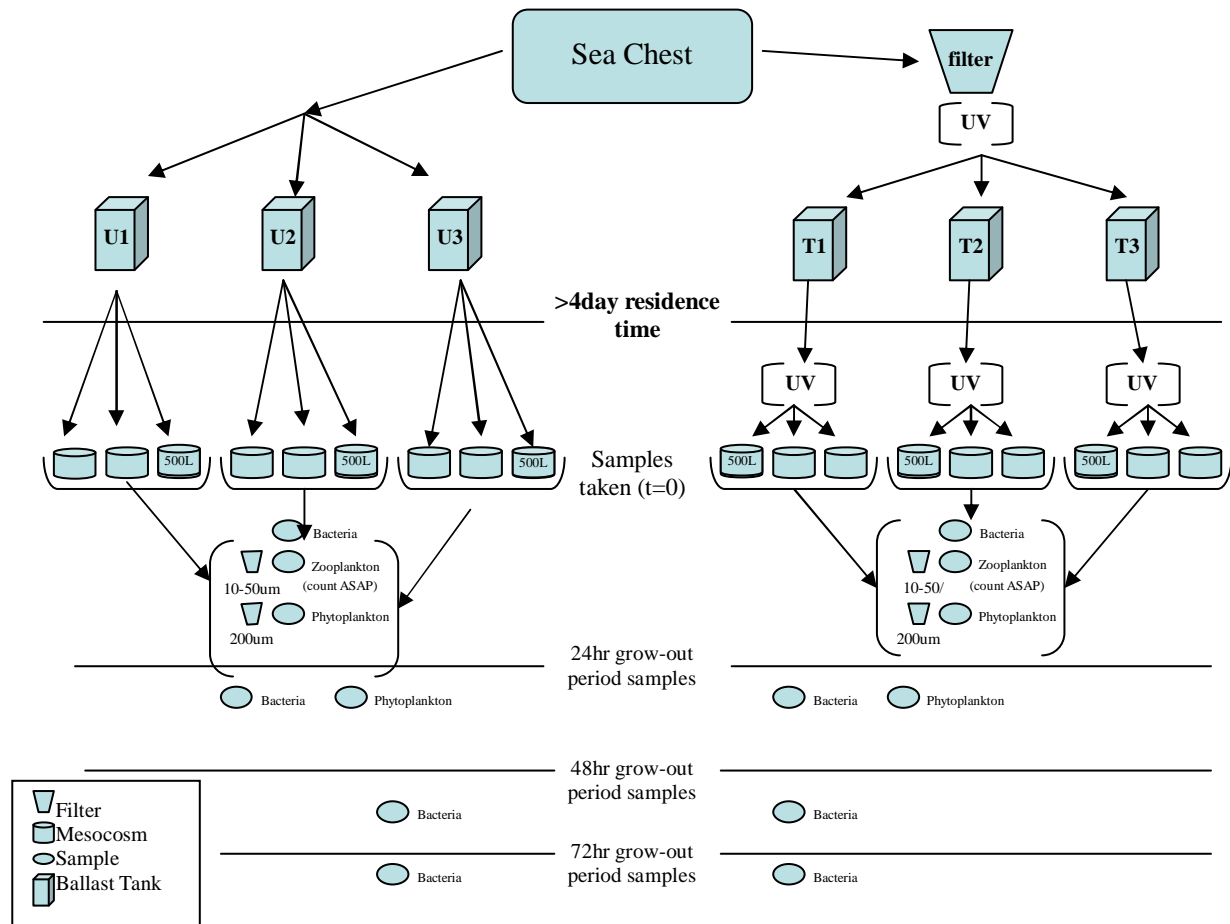 Sea Chest
filter
UV
U1
U2
U3
T1
T2
T3
>4day residence
time
UV
UV
UV
500L
500L
500L
Samples
taken (t=0)
500L
500L
500L
Bacteria
Zooplankton
(count ASAP)
10-50um
Phytoplankton
200um
Bacteria
Zooplankton
(count ASAP)
10-50/
Phytoplankton
200um
24hr grow-out
period samples
Bacteria
Phytoplankton
Bacteria
Phytoplankton
48hr grow-out
period samples
Bacteria
Bacteria
72hr grow-out
period samples
Bacteria
Bacteria
Filter
Mesocosm
Sample
Ballast Tank